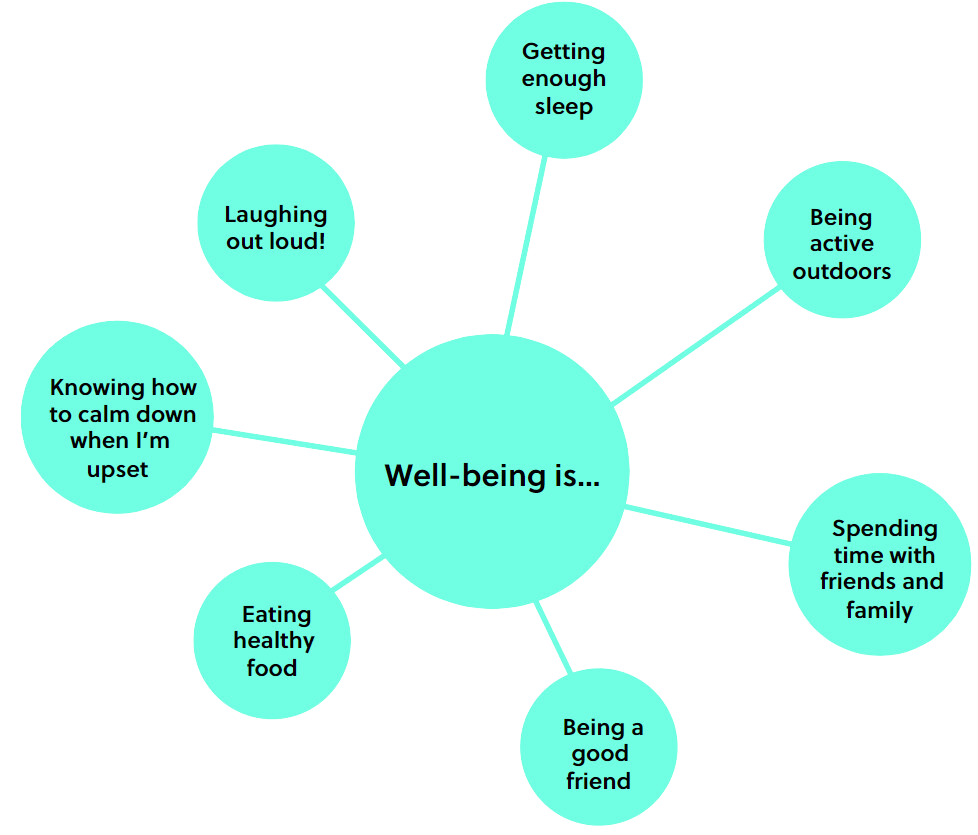 Getting
enough
sleep
Being
active
outdoors
Laughing
out loud!
Knowing how
to calm down
when I'm
upset
Well-being is...
Spending
time with
friends and
family
Eating
healthy
food
Being a
good
friend